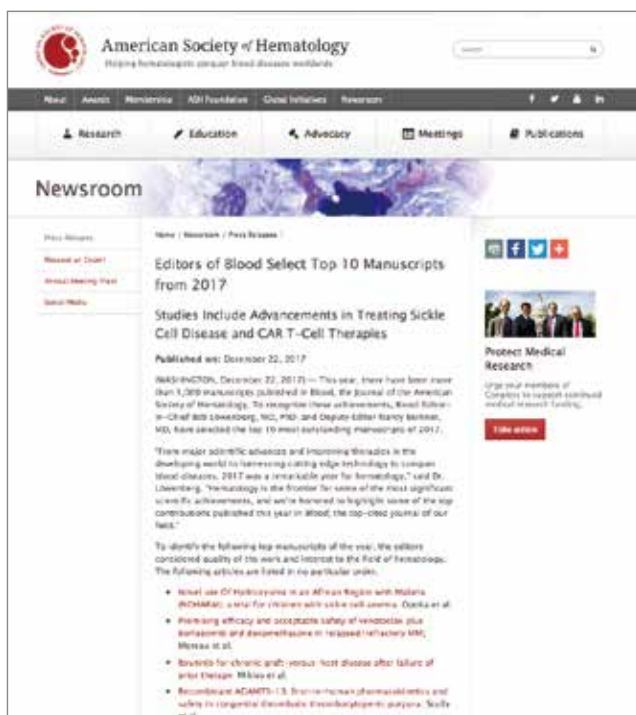 American Society of Hematology
Helping hematologists conquer blood diseases worldwide
Search
About Awards Membership ASH Foundation Global Initiatives Newsroom
Research Education Advocacy Meetings Publications
Newsroom
Press Releases
Request an Expert
Annual Meeting Press
Social Media
Home / Newsroom / Press Releases /
Editors of Blood Select Top 10 Manuscripts
from 2017
Studies Include Advancements in Treating Sickle
Cell Disease and CAR T-Cell Therapies
Published on: December 22, 2017
(WASHINGTON, December 22, 2017) — This year, there have been more
than 1,000 manuscripts published in Blood, the Journal of the American
Society of Hematology. To recognize these achievements, Blood Editor-
in-Chief Bob Löwenberg, MD, PhD, and Deputy Editor Nancy Berliner,
MD, have selected the top 10 most outstanding manuscripts of 2017.
"From major scientific advances and improving therapies in the
developing world to harnessing cutting edge technology to conquer
blood diseases, 2017 was a remarkable year for hematology," said Dr.
Löwenberg. "Hematology is the frontier for some of the most significant
scientific achievements, and we're honored to highlight some of the top
contributions published this year in Blood, the top-cited journal of our
field."
To identify the following top manuscripts of the year, the editors
considered quality of the work and interest to the field of hematology.
The following articles are listed in no particular order.
• Novel use Of Hydroxyurea in an African Region with Malaria
(NOHARM): a trial for children with sickle cell anemia. Opoka et al.
• Promising efficacy and acceptable safety of venetoclax plus
bortezomib and dexamethasone in relapsed/refractory MM;
Moreau et al.
• Ibrutinib for chronic graft-versus-host disease after failure of
prior therapy. Miklos et al.
• Recombinant ADAMTS-13: first-in-human pharmacokinetics and
safety in congenital thrombotic thrombocytopenic purpura. Scully
et al.
Protect Medical
Research
Urge your members of
Congress to support continued
medical research funding.
Take action